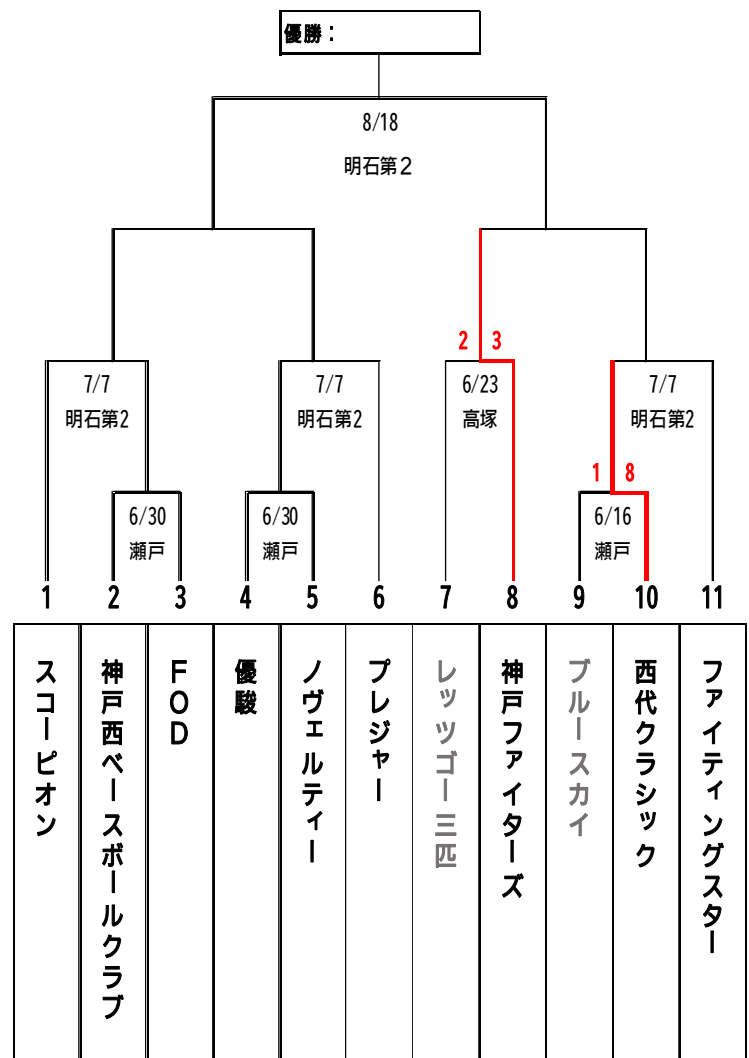 優勝：
8/18
明石第２
2 3
7/7
明石第2
7/7
明石第2
6/23
高塚
7/7
明石第2
1 8
6/30
瀬戸
6/30
瀬戸
6/16
瀬戸
1 2 3 4 5 6 7 8 9 10 11
スコーピオン
神戸西ベースボールクラブ
ＦＯＤ
優駿
ノヴェルティー
プレジャー
レッツゴー三匹
神戸ファイターズ
ブルースカイ
西代クラシック
ファイティングスター